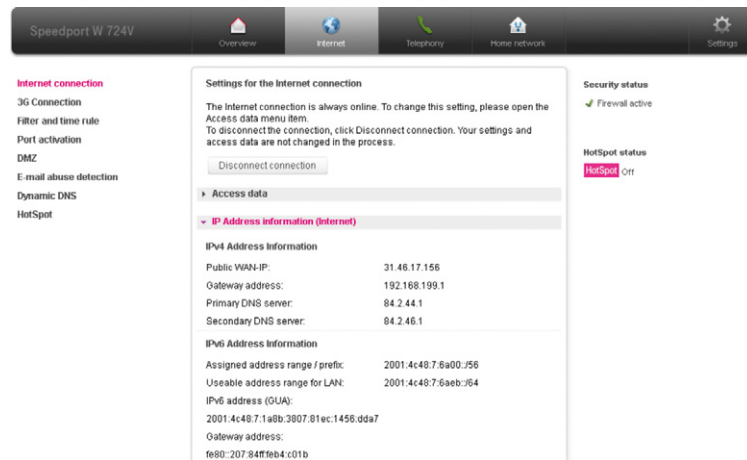 Speedport W 724V
Overview
Internet
Telephony
Home network
Settings
Internet connection
3G Connection
Filter and time rule
Port activation
DMZ
E-mail abuse detection
Dynamic DNS
HotSpot
Settings for the Internet connection
The Internet connection is always online. To change this setting, please open the
Access data menu item.
To disconnect the connection, click Disconnect connection. Your settings and
access data are not changed in the process.
Disconnect connection
Access data
IP Address information (Internet)
IPv4 Address Information
Public WAN-IP: 31.46.17.156
Gateway address: 192.168.199.1
Primary DNS server: 84.2.44.1
Secondary DNS server: 84.2.46.1
IPv6 Address Information
Assigned address range / prefix: 2001:4c48:7:6a00::/56
Useable address range for LAN: 2001:4c48:7:6aeb::/64
IPv6 address (GUA):
2001:4c48:7:1a8b:3807:81ec:1456:dda7
Gateway address:
fe80::207:84ff:feb4:c01b
Security status
Firewall active
HotSpot status
HotSpot Off